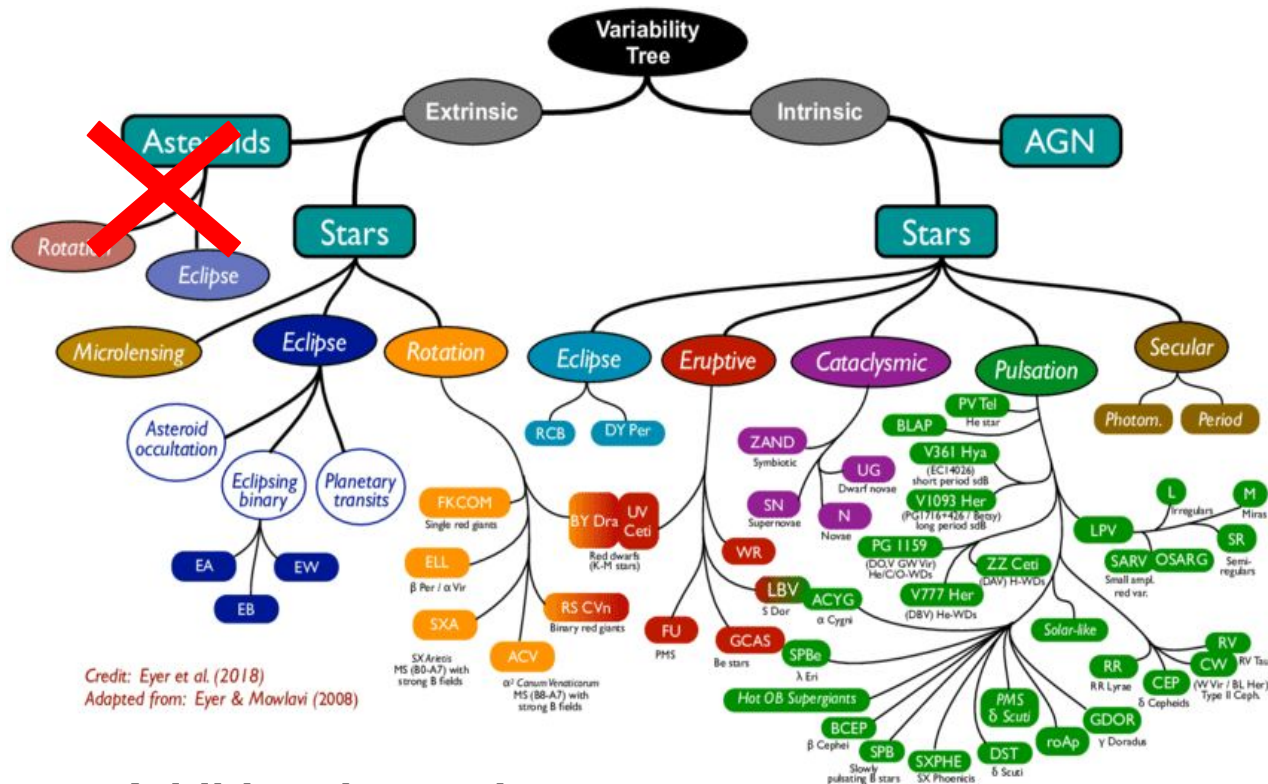 Variability
Tree
Extrinsic
Intrinsic
Asteroids
AGN
Rotation
Eclipse
Stars
Stars
Microlensing
Eclipse
Rotation
Eclipse
Eruptive
Cataclysmic
Pulsation
Secular
Asteroid
occultation
Eclipsing
binary
Planetary
transits
EA
EB
EW
FKCOM
Single red giants
ELL
β Per / α Vir
SXA
SX Arietis
MS (B0-A7) with
strong B fields
ACV
α² Canum Venaticorum
MS (B8-A7) with
strong B fields
BY Dra
UV
Ceti
Red dwarfs
(K-M stars)
RS CVn
Binary red giants
RCB
DY Per
WR
LBV
S Dor
FU
PMS
GCAS
Be stars
ZAND
Symbiotic
UG
Dwarf novae
SN
Supernovae
N
Novae
PV Tel
He star
BLAP
V361 Hya
(EC14026)
short period sdB
V1093 Her
(PG1716+426 / Betsy)
long period sdB
PG 1159
(DO,V GW Vir)
He/C/O-WDs
ZZ Ceti
(DAV) H-WDs
V777 Her
(DBV) He-WDs
ACYG
α Cygni
SPBe
λ Eri
Hot OB Supergiants
BCEP
β Cephei
SPB
Slowly
pulsating B stars
SXPHE
SX Phoenicis
DST
δ Scuti
PMS
δ Scuti
roAp
GDOR
γ Doradus
Solar-like
LPV
L
Irregulars
M
Miras
SR
Semi-
regulars
SARV
Small ampl.
red var.
OSARG
RR
RR Lyrae
CEP
δ Cepheids
RV
RV Tau
CW
(W Vir / BL Her)
Type II Ceph.
Photom.
Period
Credit: Eyer et al. (2018)
Adapted from: Eyer & Mowlavi (2008)